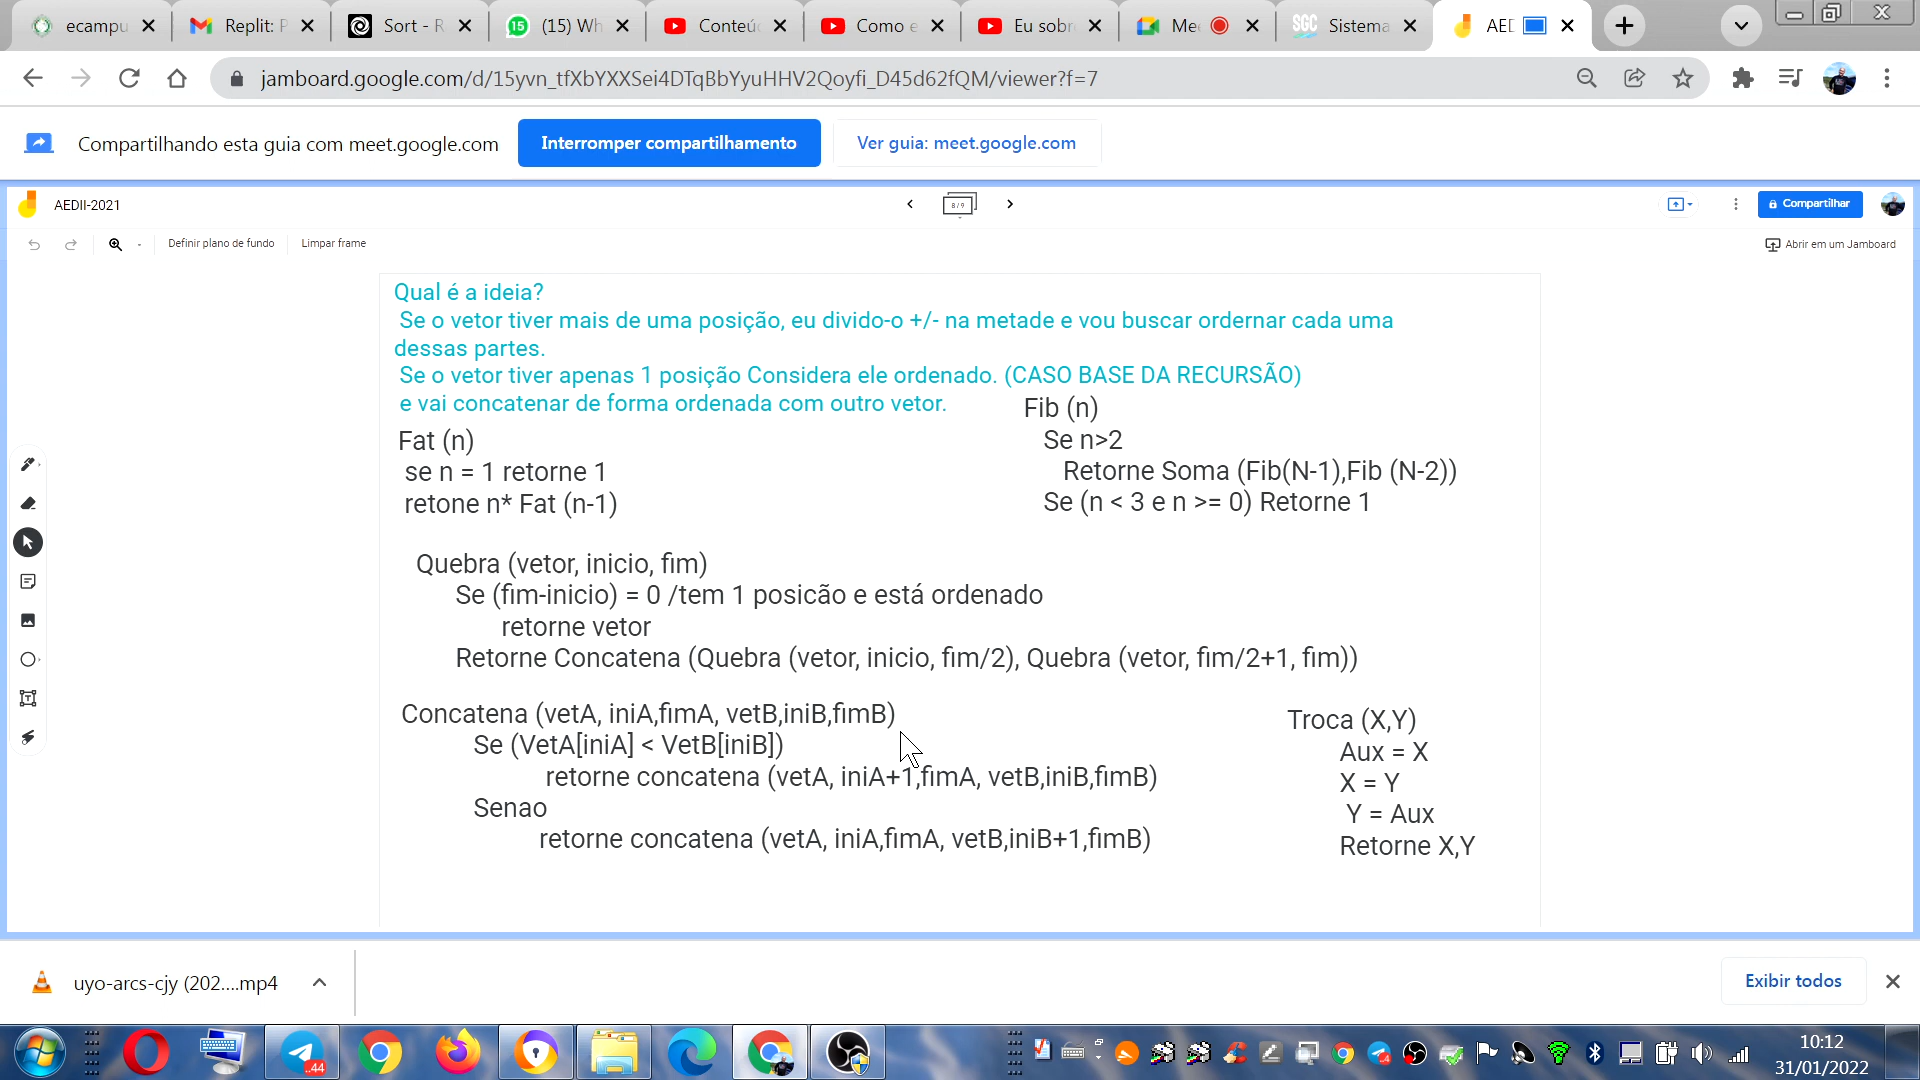 ecampu
Replit: P
Sort - R
(15) Wh
Conteú
Como e
Eu sobr
Me
SGC
Sistema
AED
jamboard.google.com/d/15yvn_tfXbYXXSei4DTqBbYyuHHV2Qoyfi_D45d62fQM/viewer?f=7
Compartilhando esta guia com meet.google.com
Interromper compartilhamento
Ver guia: meet.google.com
AEDII-2021
8/9
Compartilhar
Definir plano de fundo
Limpar frame
Abrir em um Jamboard
Qual é a ideia?
Se o vetor tiver mais de uma posição, eu divido-o +/- na metade e vou buscar ordernar cada uma
dessas partes.
Se o vetor tiver apenas 1 posição Considera ele ordenado. (CASO BASE DA RECURSÃO)
e vai concatenar de forma ordenada com outro vetor.
Fat (n)
se n = 1 retorne 1
retone n* Fat (n-1)
Fib (n)
Se n>2
Retorne Soma (Fib(N-1),Fib (N-2))
Se (n < 3 e n >= 0) Retorne 1
Quebra (vetor, inicio, fim)
Se (fim-inicio) = 0 /tem 1 posicão e está ordenado
retorne vetor
Retorne Concatena (Quebra (vetor, inicio, fim/2), Quebra (vetor, fim/2+1, fim))
Concatena (vetA, iniA,fimA, vetB,iniB,fimB)
Se (VetA[iniA] < VetB[iniB])
retorne concatena (vetA, iniA+1,fimA, vetB,iniB,fimB)
Senao
retorne concatena (vetA, iniA,fimA, vetB,iniB+1,fimB)
Troca (X,Y)
Aux = X
X = Y
Y = Aux
Retorne X,Y
uyo-arcs-cjy (202....mp4
Exibir todos
..44
10:12
31/01/2022